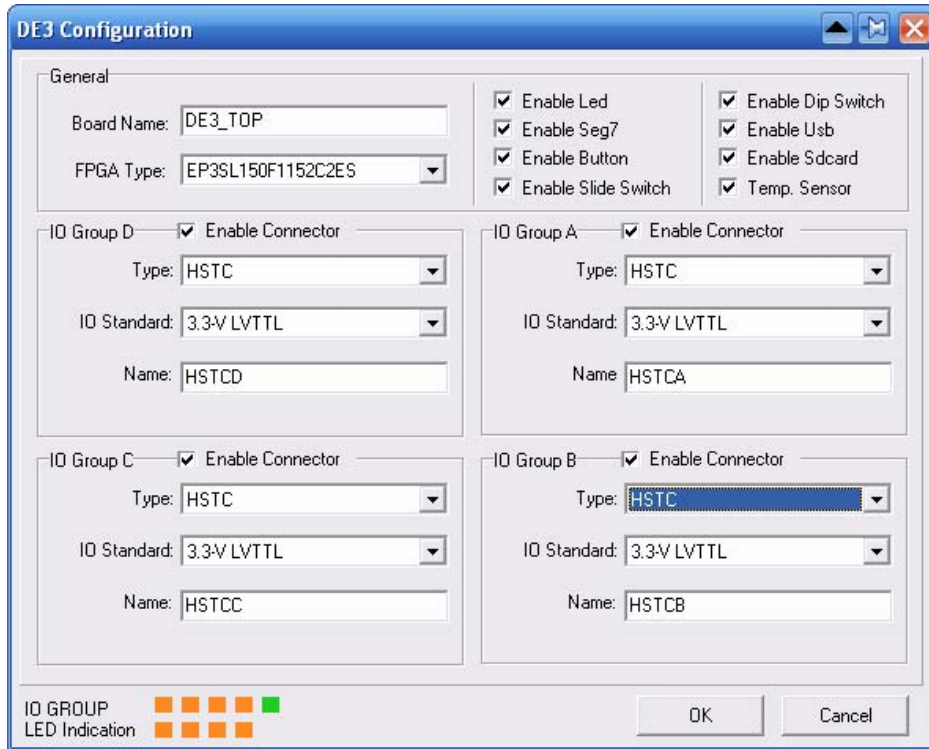 DE3 Configuration
General
Board Name: DE3_TOP
FPGA Type: EP3SL150F1152C2ES
Enable Led
Enable Seg7
Enable Button
Enable Slide Switch
Enable Dip Switch
Enable Usb
Enable Sdcard
Temp. Sensor
IO Group D Enable Connector
Type: HSTC
IO Standard: 3.3-V LVTTL
Name: HSTCD
IO Group A Enable Connector
Type: HSTC
IO Standard: 3.3-V LVTTL
Name HSTCA
IO Group C Enable Connector
Type: HSTC
IO Standard: 3.3-V LVTTL
Name: HSTCC
IO Group B Enable Connector
Type: HSTC
IO Standard: 3.3-V LVTTL
Name: HSTCB
IO GROUP
LED Indication
OK
Cancel